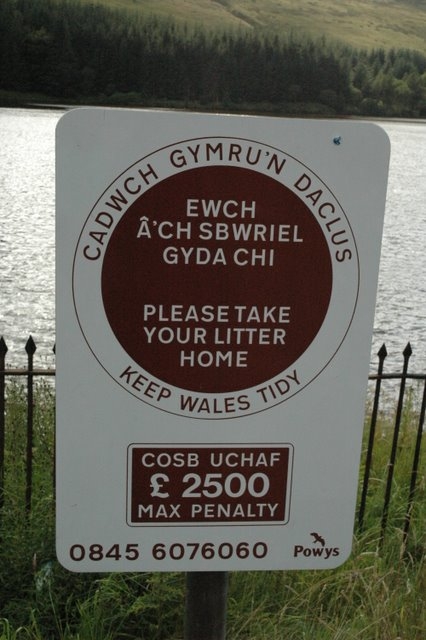 CADWCH GYMRU'N DACLUS
EWCH
Â'CH SBWRIEL
GYDA CHI
PLEASE TAKE
YOUR LITTER
HOME
KEEP WALES TIDY
COSB UCHAF
£ 2500
MAX PENALTY
0845 6076060
Powys